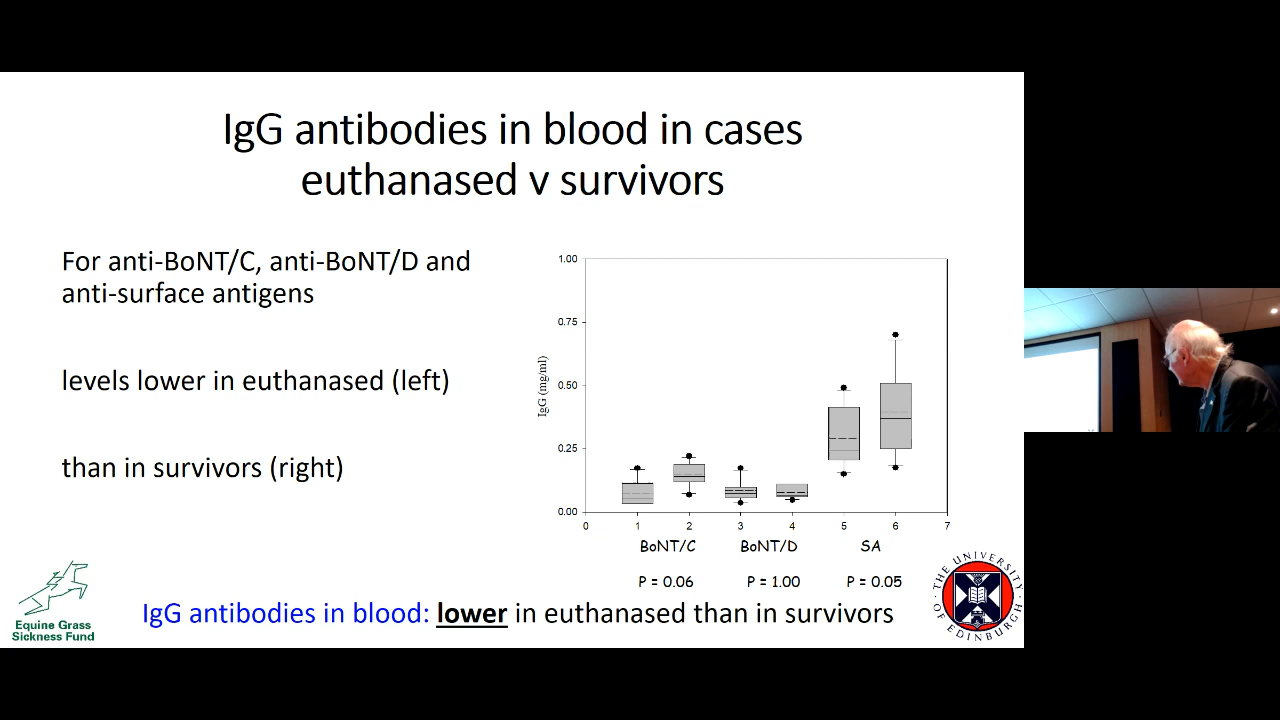 IgG antibodies in blood in cases
euthanased v survivors
For anti-BoNT/C, anti-BoNT/D and
anti-surface antigens
levels lower in euthanased (left)
than in survivors (right)
IgG (mg/ml)
1.00
0.75
0.50
0.25
0.00
0 1 2 3 4 5 6 7
BoNT/C BoNT/D SA
P = 0.06 P = 1.00 P = 0.05
IgG antibodies in blood: lower in euthanased than in survivors
Equine Grass
Sickness Fund
THE UNIVERSITY OF EDINBURGH